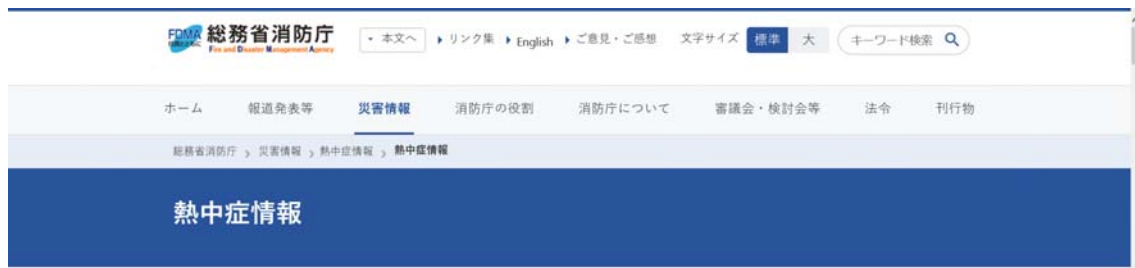 FDMA 総務省消防庁
Fire and Disaster Management Agency
本文へ リンク集 English ご意見・ご感想 文字サイズ 標準 大 キーワード検索
ホーム 報道発表等 災害情報 消防庁の役割 消防庁について 審議会・検討会等 法令 刊行物
総務省消防庁 › 災害情報 › 熱中症情報 › 熱中症情報
熱中症情報